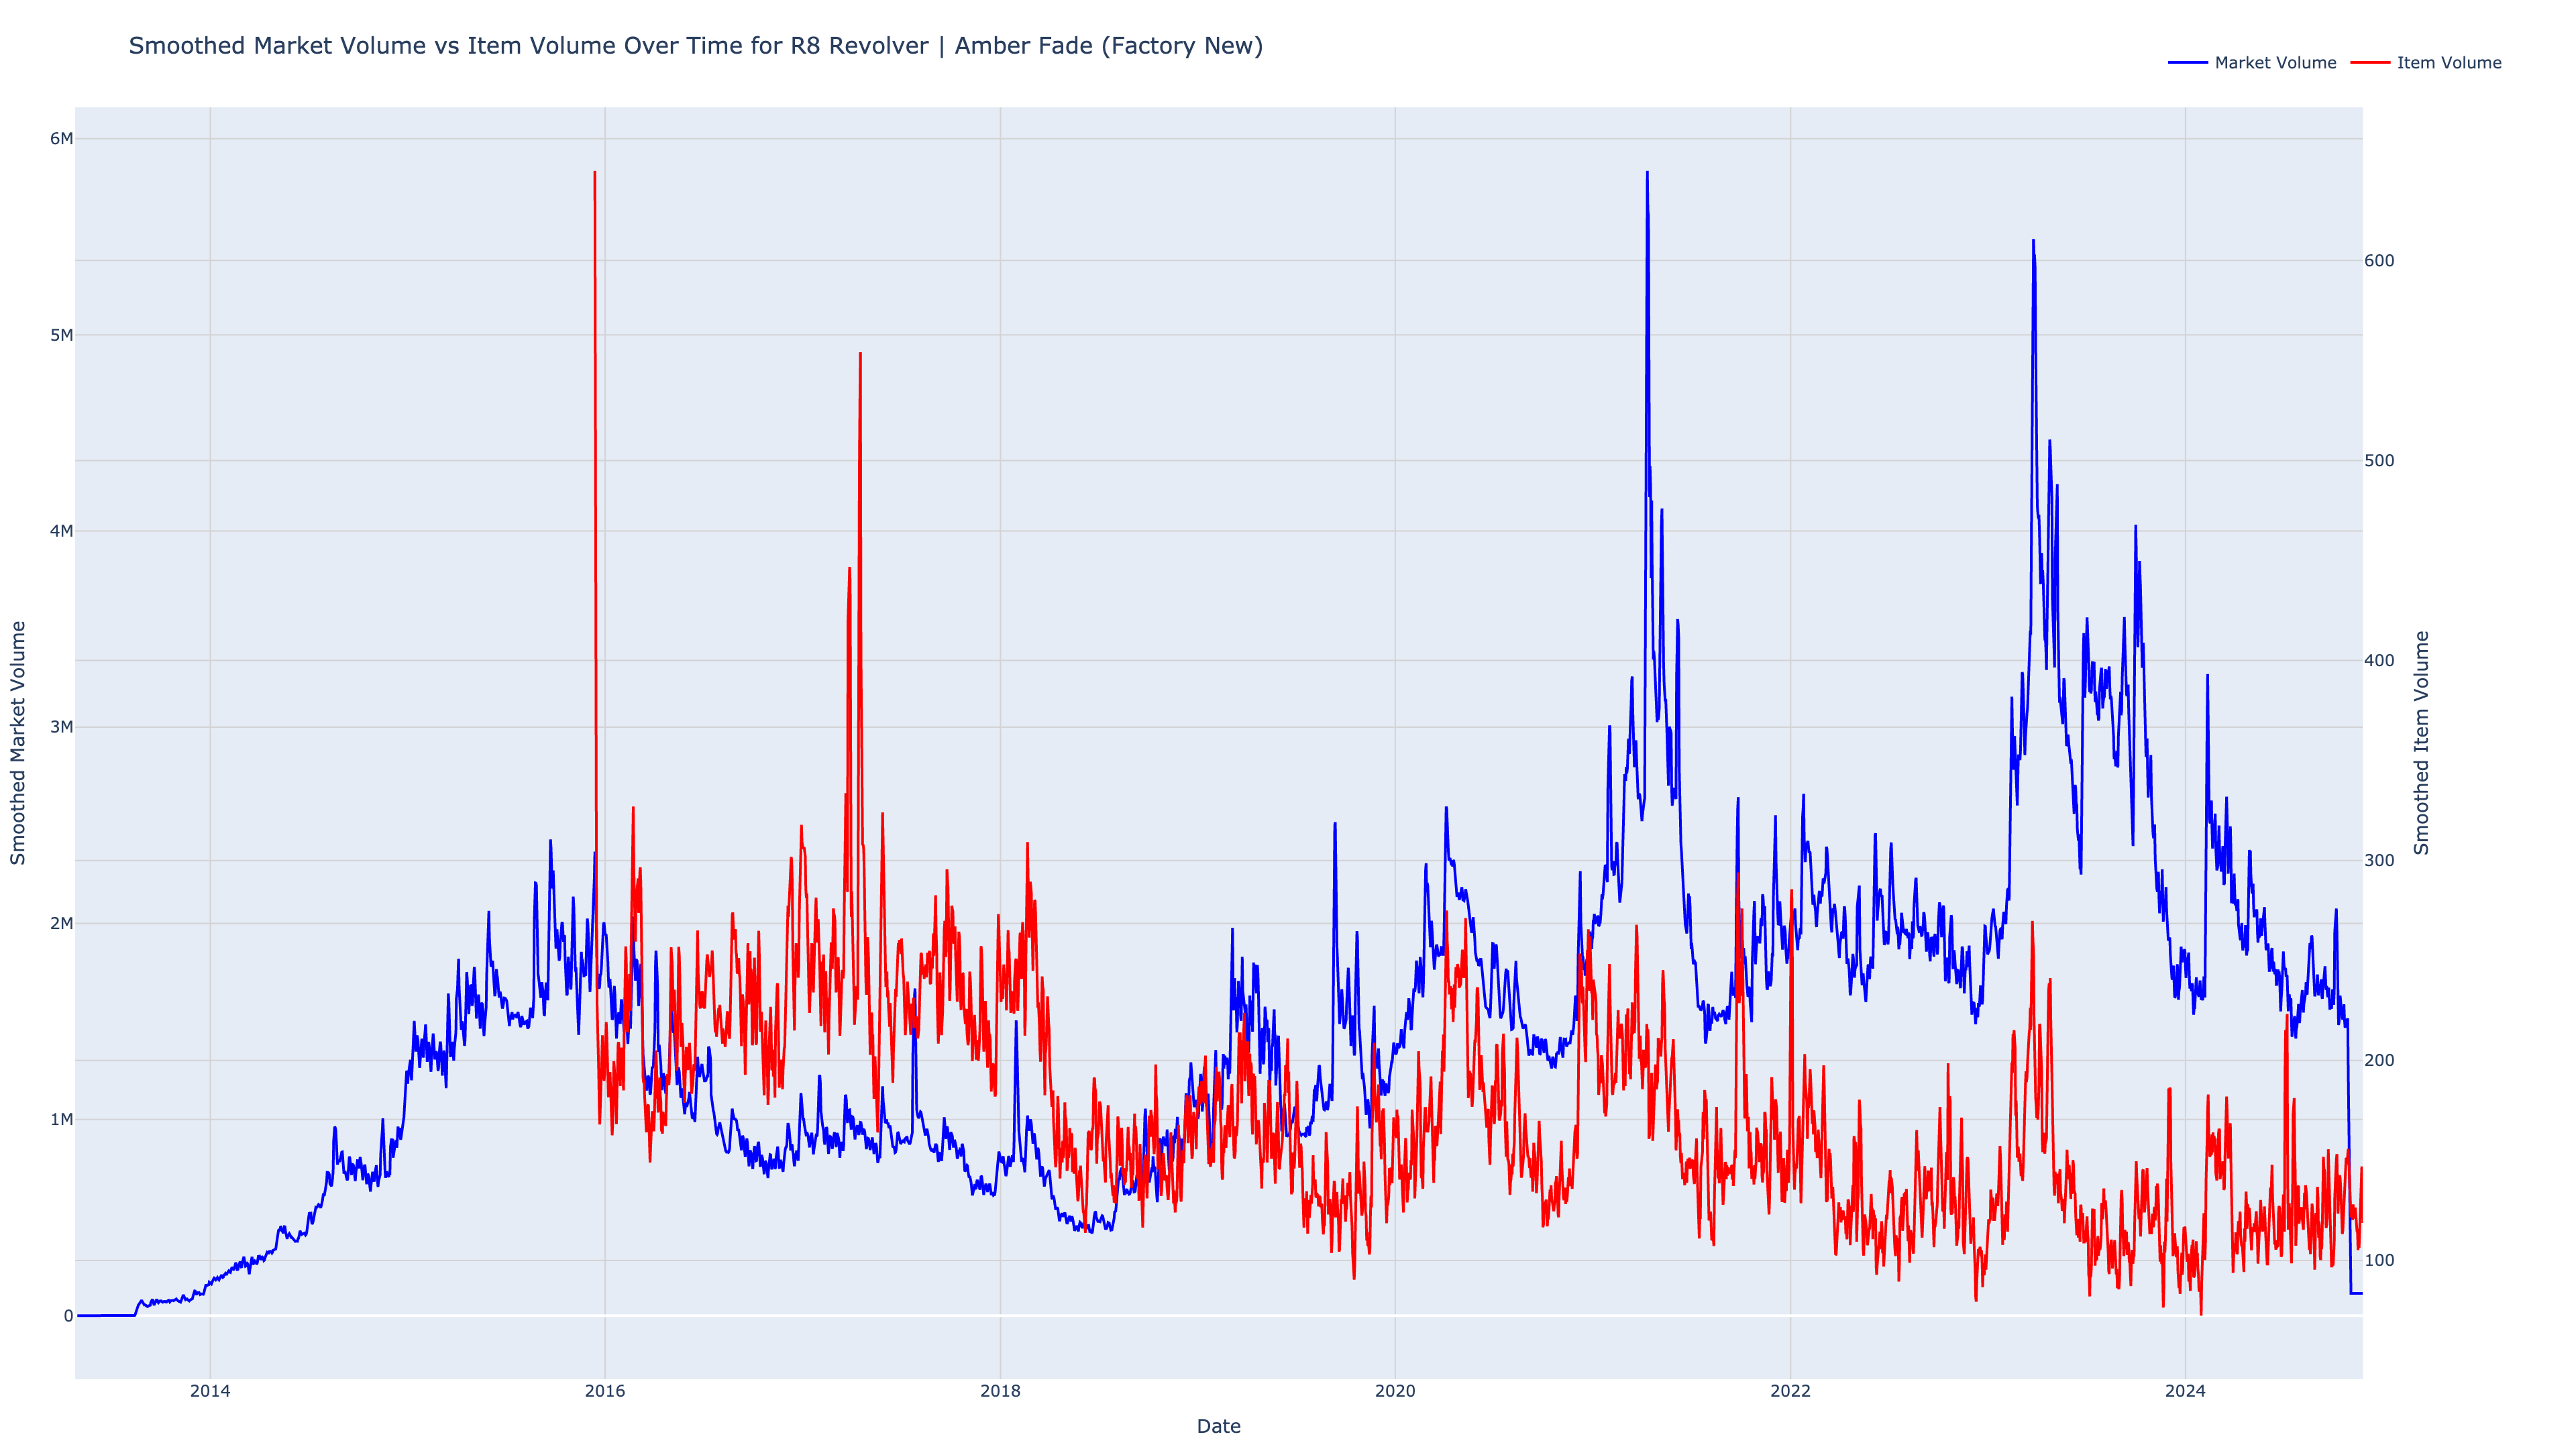 Smoothed Market Volume vs Item Volume Over Time for R8 Revolver | Amber Fade (Factory New)
Market Volume
Item Volume
6M
5M
4M
3M
2M
1M
0
Smoothed Market Volume
600
500
400
300
200
100
Smoothed Item Volume
2014
2016
2018
2020
2022
2024
Date